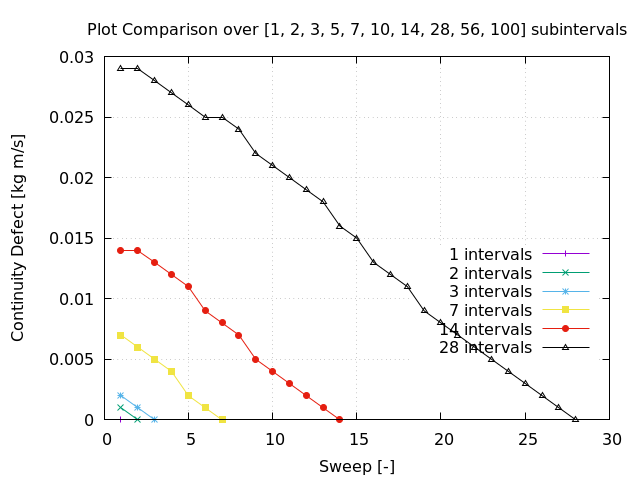 Plot Comparison over [1, 2, 3, 5, 7, 10, 14, 28, 56, 100] subintervals
0.03
0.025
0.02
0.015
0.01
0.005
0
Continuity Defect [kg m/s]
1 intervals
2 intervals
3 intervals
7 intervals
14 intervals
28 intervals
0 5 10 15 20 25 30
Sweep [-]